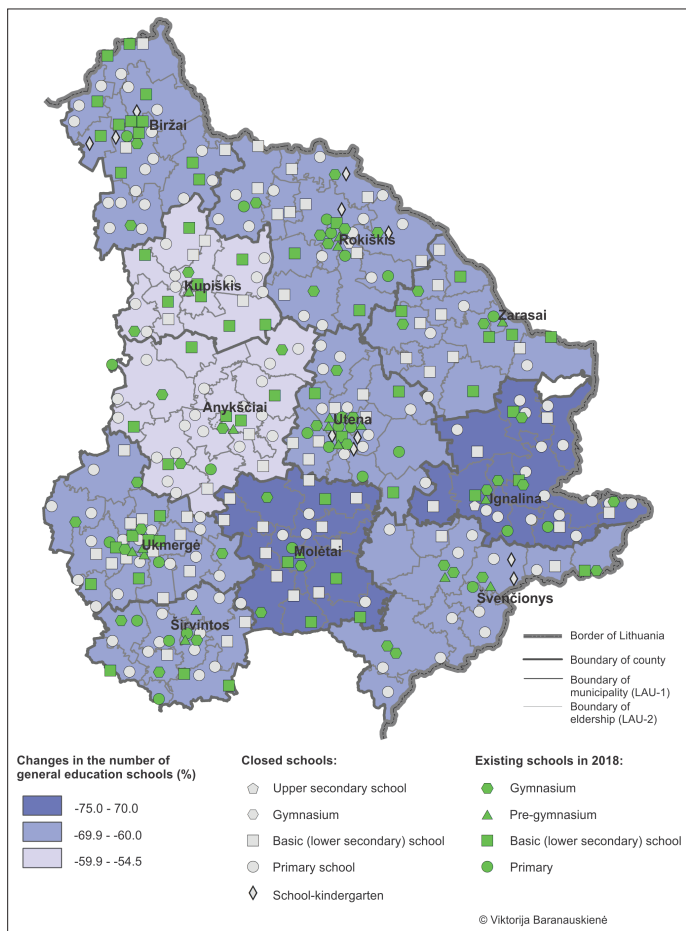 Biržai
Rokiškis
Kupiškis
Zarasai
Anykščiai
Utena
Ignalina
Ukmergė
Molėtai
Švenčionys
Širvintos
Border of Lithuania
Boundary of county
Boundary of
municipality (LAU-1)
Boundary of
eldership (LAU-2)
Changes in the number of
general education schools (%)
-75.0 - 70.0
-69.9 - -60.0
-59.9 - -54.5
Closed schools:
Upper secondary school
Gymnasium
Basic (lower secondary) school
Primary school
School-kindergarten
Existing schools in 2018:
Gymnasium
Pre-gymnasium
Basic (lower secondary) school
Primary
© Viktorija Baranauskienė